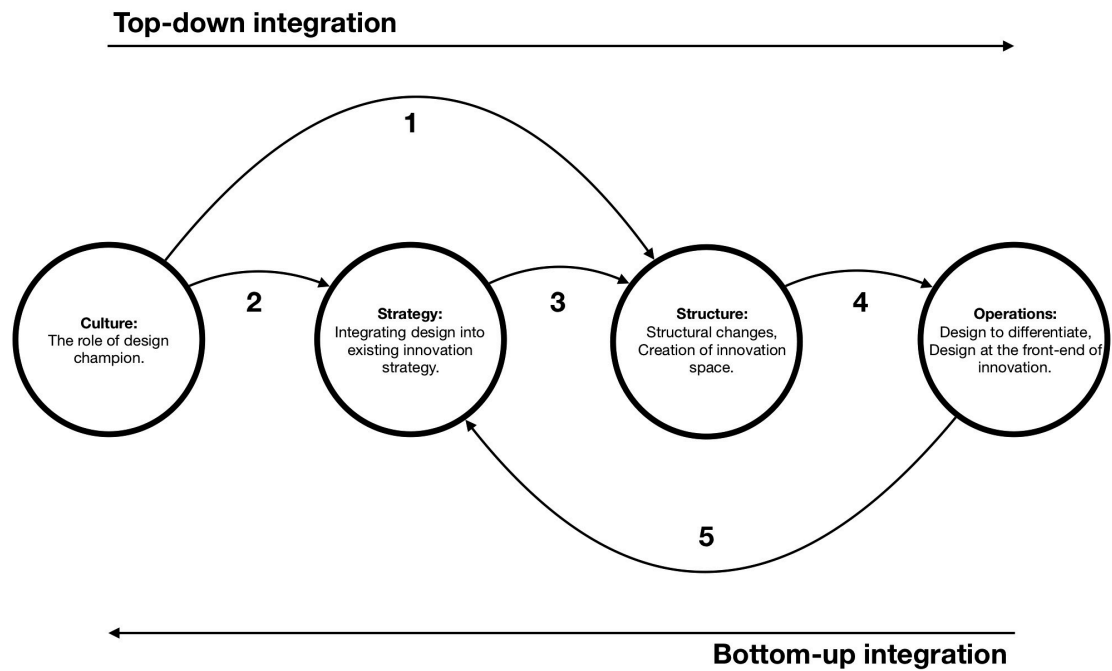 Top-down integration
1
2
3
4
Culture:
The role of design
champion.
Strategy:
Integrating design into
existing innovation
strategy.
Structure:
Structural changes,
Creation of innovation
space.
Operations:
Design to differentiate,
Design at the front-end of
innovation.
5
Bottom-up integration